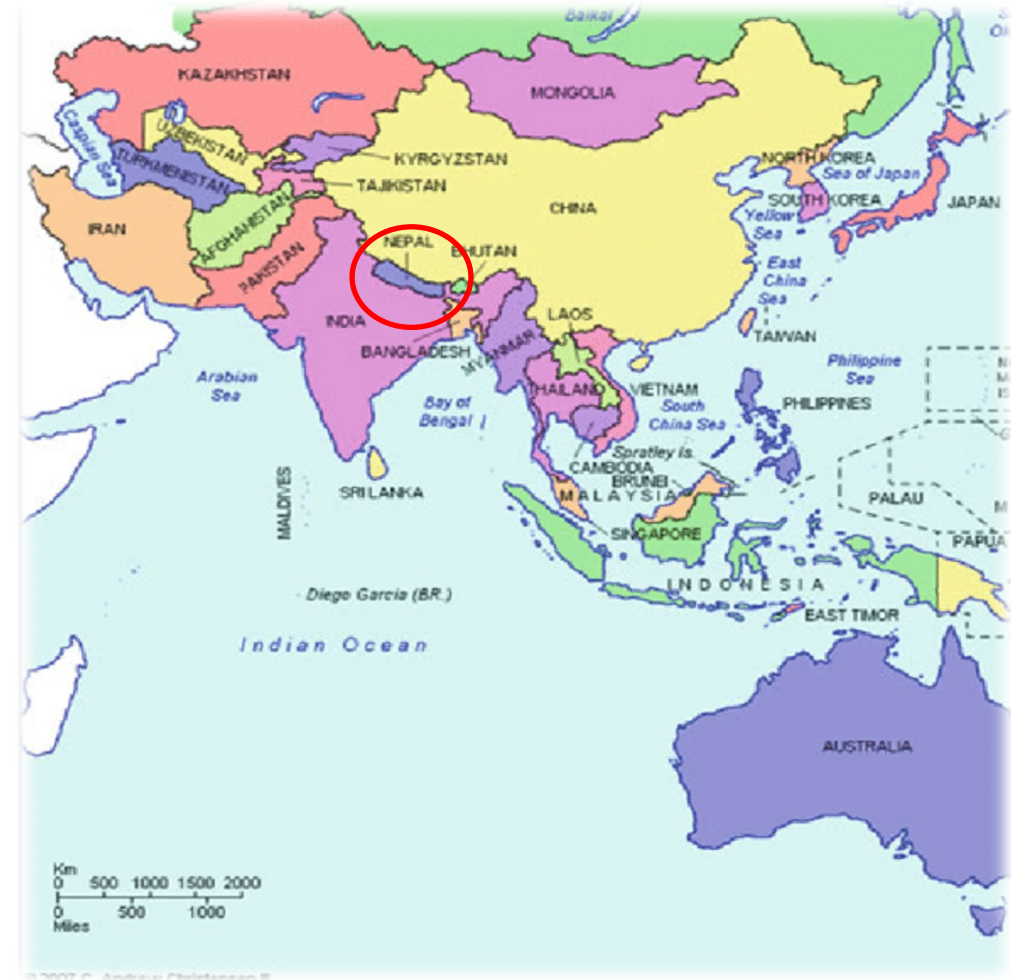 Baikal
KAZAKHSTAN
MONGOLIA
Caspian Sea
UZBEKISTAN
TURKMENISTAN
KYRGYZSTAN
TAJIKISTAN
NORTH KOREA
Sea of Japan
SOUTH KOREA
JAPAN
CHINA
Yellow
Sea
IRAN
AFGHANISTAN
PAKISTAN
NEPAL
BHUTAN
East
China
Sea
INDIA
LAOS
TAIWAN
BANGLADESH
MYANMAR
Arabian
Sea
Philippine
Sea
THAILAND
VIETNAM
Bay of
Bengal
South
China Sea
PHILIPPINES
Spratley Is.
CAMBODIA
BRUNEI
MALAYSIA
SRI LANKA
MALDIVES
PALAU
SINGAPORE
PAPUA
INDONESIA
Diego Garcia (BR.)
EAST TIMOR
Indian Ocean
AUSTRALIA
Km
0 500 1000 1500 2000
0 500 1000
Miles